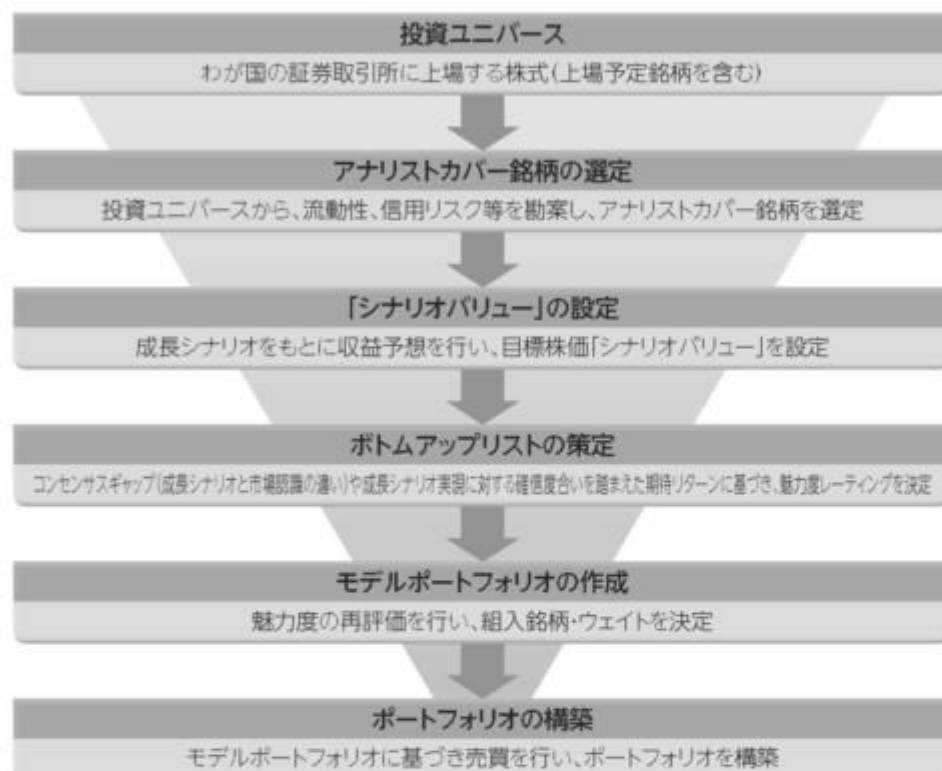 投資ユニバース
わが国の証券取引所に上場する株式(上場予定銘柄を含む)
アナリストカバー銘柄の選定
投資ユニバースから、流動性、信用リスク等を勘案し、アナリストカバー銘柄を選定
「シナリオバリュー」の設定
成長シナリオをもとに収益予想を行い、目標株価「シナリオバリュー」を設定
ボトムアップリストの策定
コンセンサスギャップ(成長シナリオと市場認識の違い)や成長シナリオ実現に対する確信度合いを踏まえた期待リターンに基づき、魅力度レーティングを決定
モデルポートフォリオの作成
魅力度の再評価を行い、組入銘柄・ウェイトを決定
ポートフォリオの構築
モデルポートフォリオに基づき売買を行い、ポートフォリオを構築